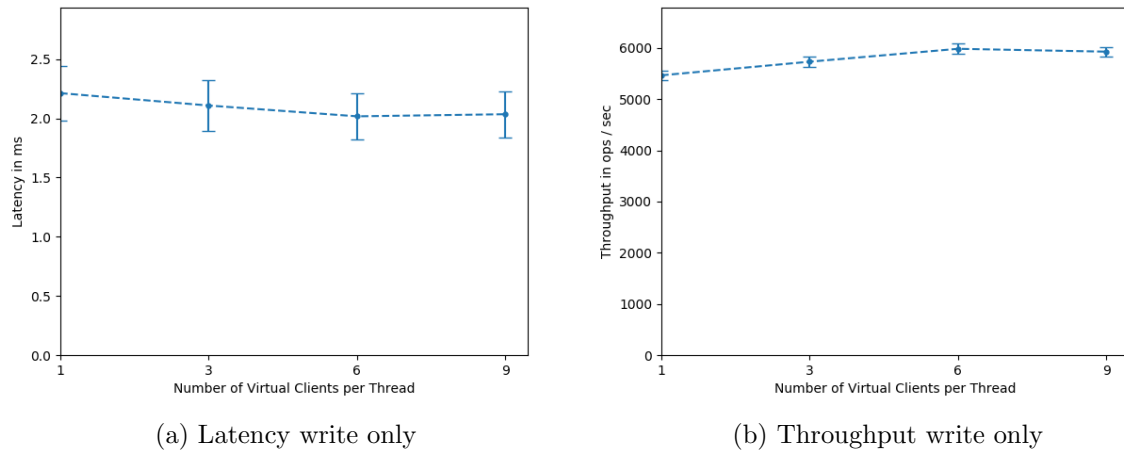 2.5
2.0
1.5
1.0
0.5
0.0
Latency in ms
1 3 6 9
Number of Virtual Clients per Thread
(a) Latency write only
6000
5000
4000
3000
2000
1000
0
Throughput in ops / sec
1 3 6 9
Number of Virtual Clients per Thread
(b) Throughput write only